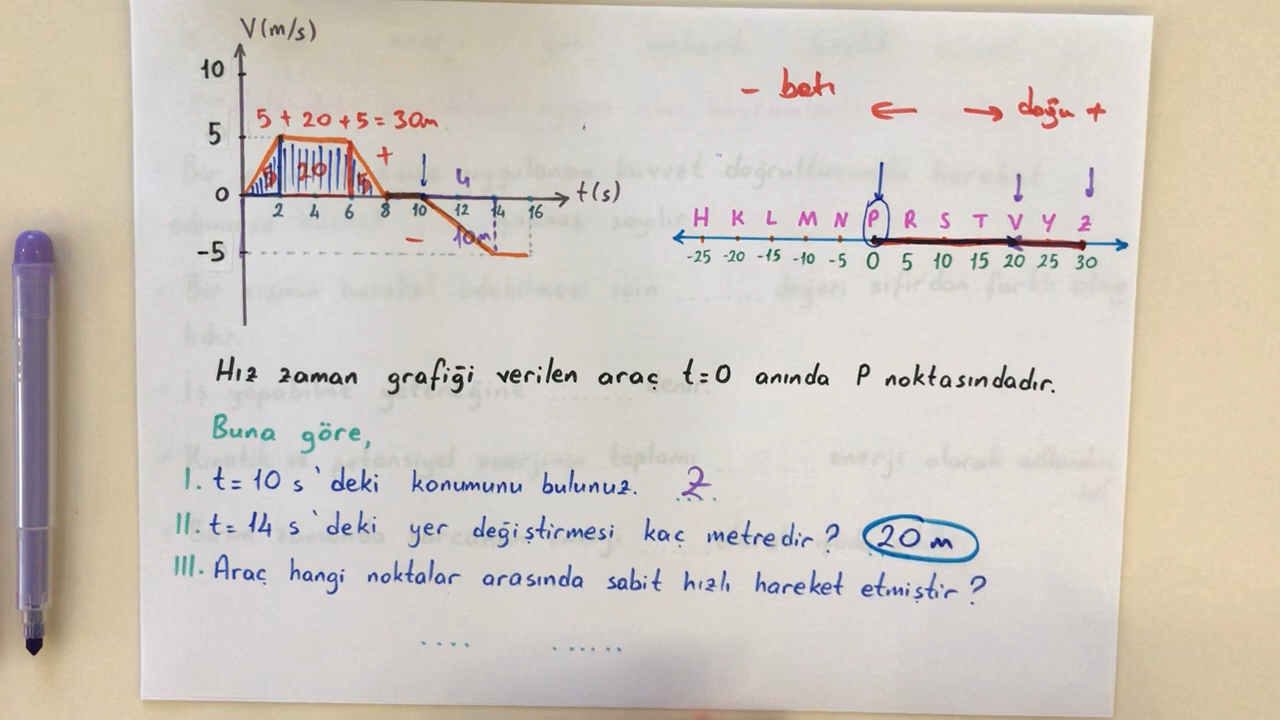 V(m/s)
10
5 + 20 + 5 = 30m
5
5 20 5 +
4
0
t(s)
2 4 6 8 10 12 14 16
- 10m
-5
- batı
← → doğu +
H K L M N P R S T V Y Z
-25 -20 -15 -10 -5 0 5 10 15 20 25 30
Hız zaman grafiği verilen araç t=0 anında P noktasındadır.
Buna göre,
I. t= 10 s'deki konumunu bulunuz. Z
II. t= 14 s'deki yer değiştirmesi kaç metredir? 20 m
III. Araç hangi noktalar arasında sabit hızlı hareket etmiştir?
.... ......